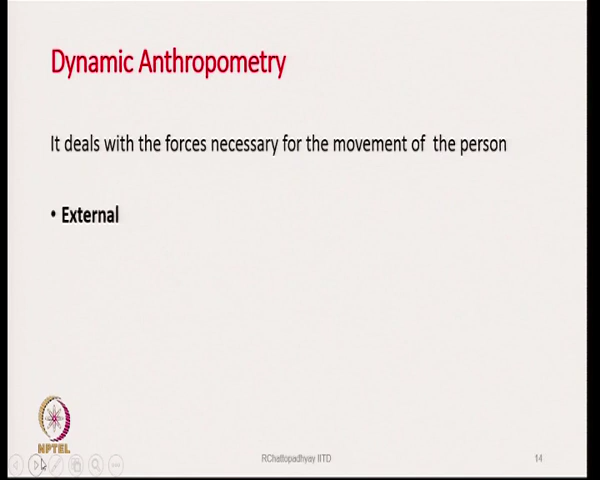 Dynamic Anthropometry
It deals with the forces necessary for the movement of the person
• External
NPTEL
RChattopadhyay IITD
14